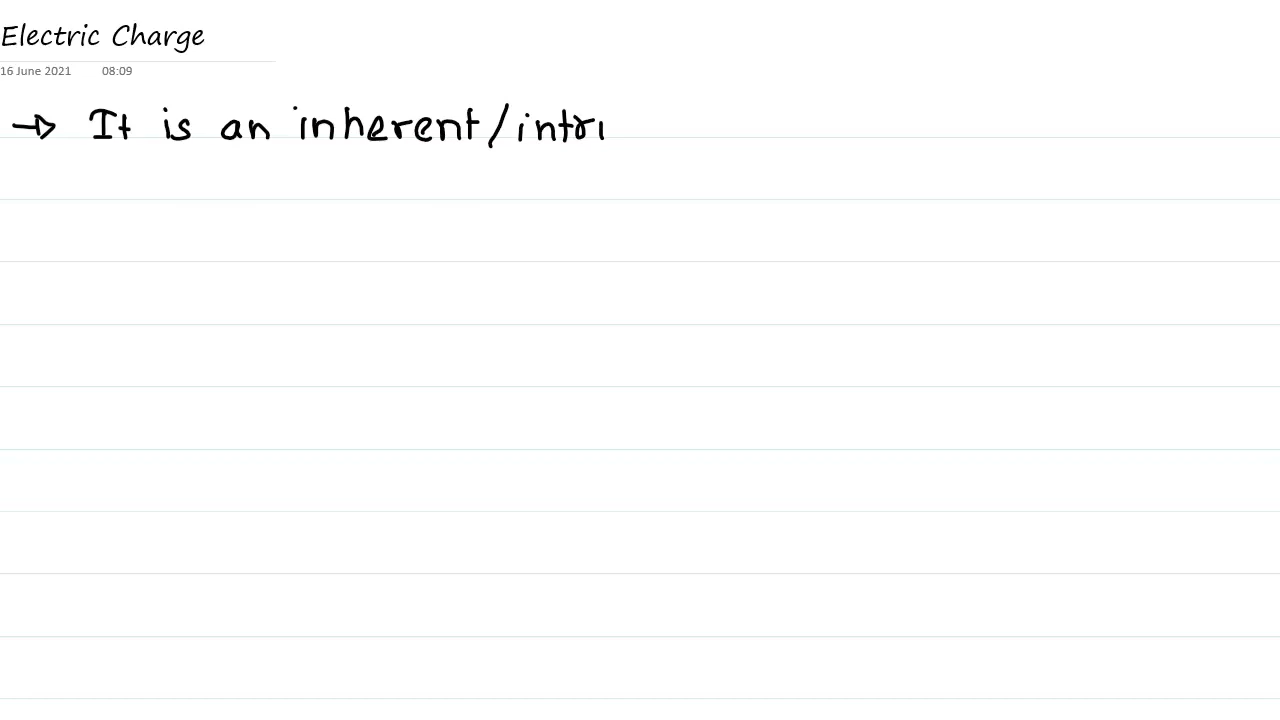 Electric Charge
16 June 2021 08:09
→ It is an inherent/intri